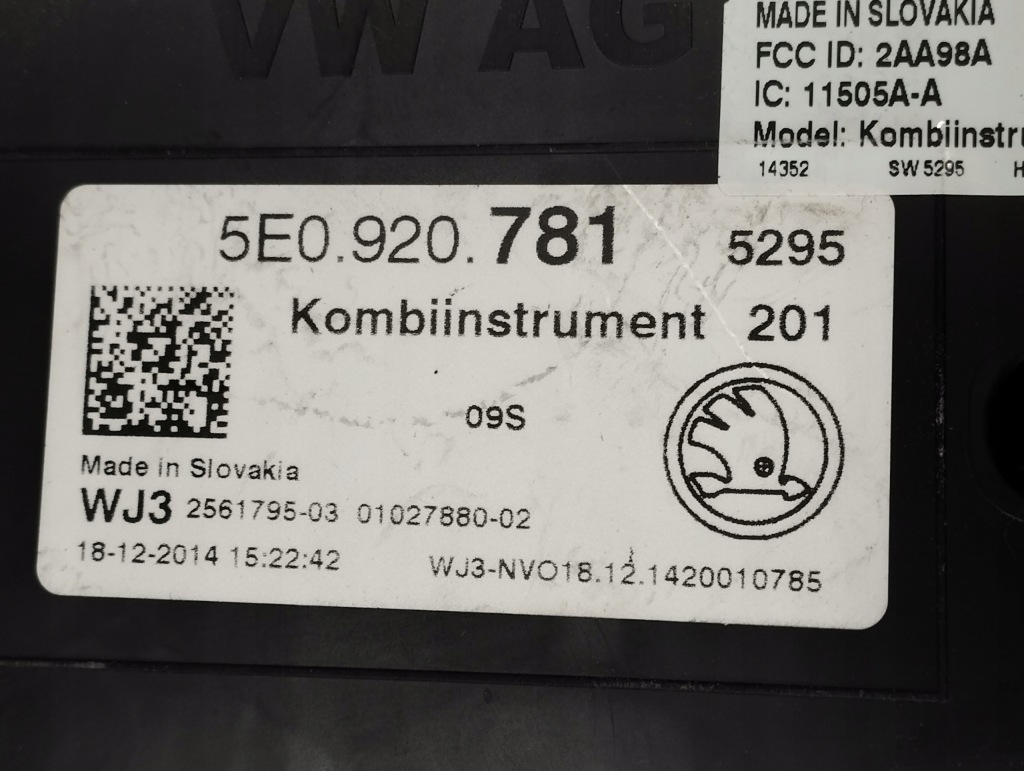 VW AG
MADE IN SLOVAKIA
FCC ID: 2AA98A
IC: 11505A-A
Model: Kombiinstru
14352 SW 5295 H
5E0.920.781 5295
Kombiinstrument 201
09S
Made in Slovakia
WJ3 2561795-03 01027880-02
18-12-2014 15:22:42 WJ3-NVO18.12.1420010785